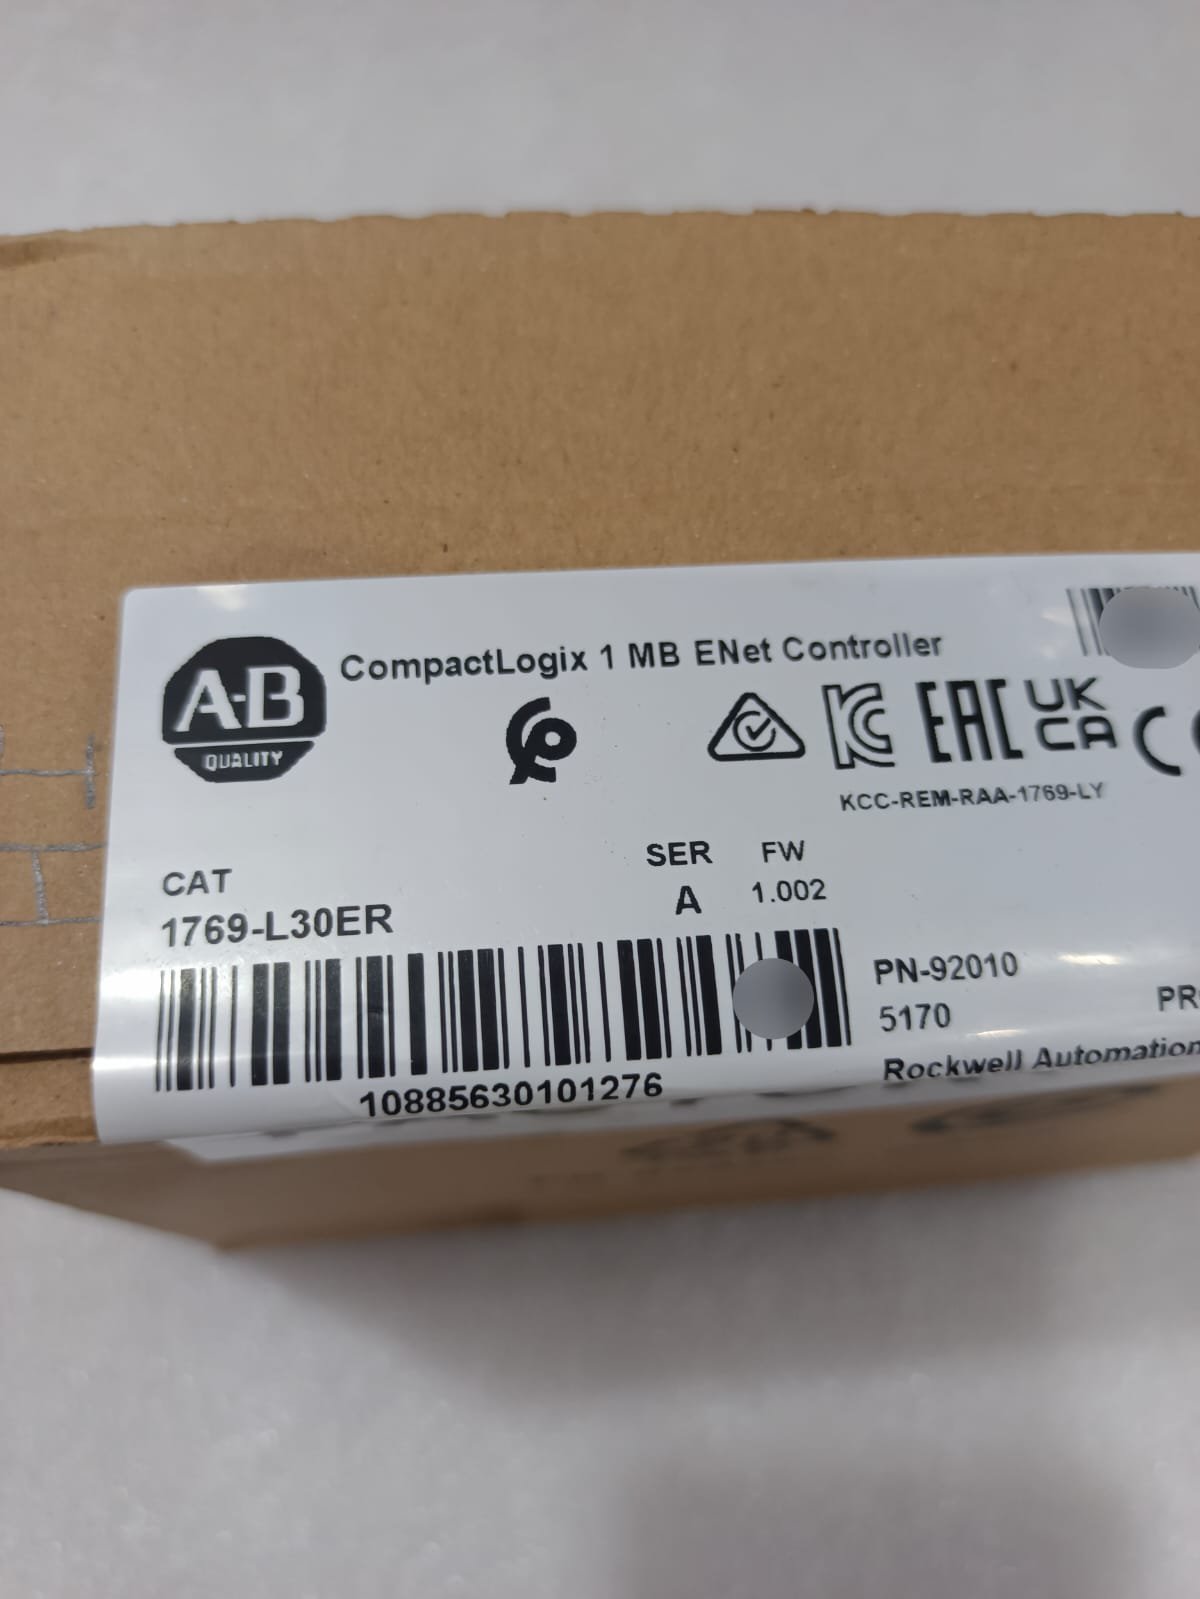 A-B
QUALITY
CompactLogix 1 MB ENet Controller
EAC
UK
CA
KCC-REM-RAA-1769-LY
CAT
1769-L30ER
SER
A
FW
1.002
10885630101276
PN-92010
5170
Rockwell Automation